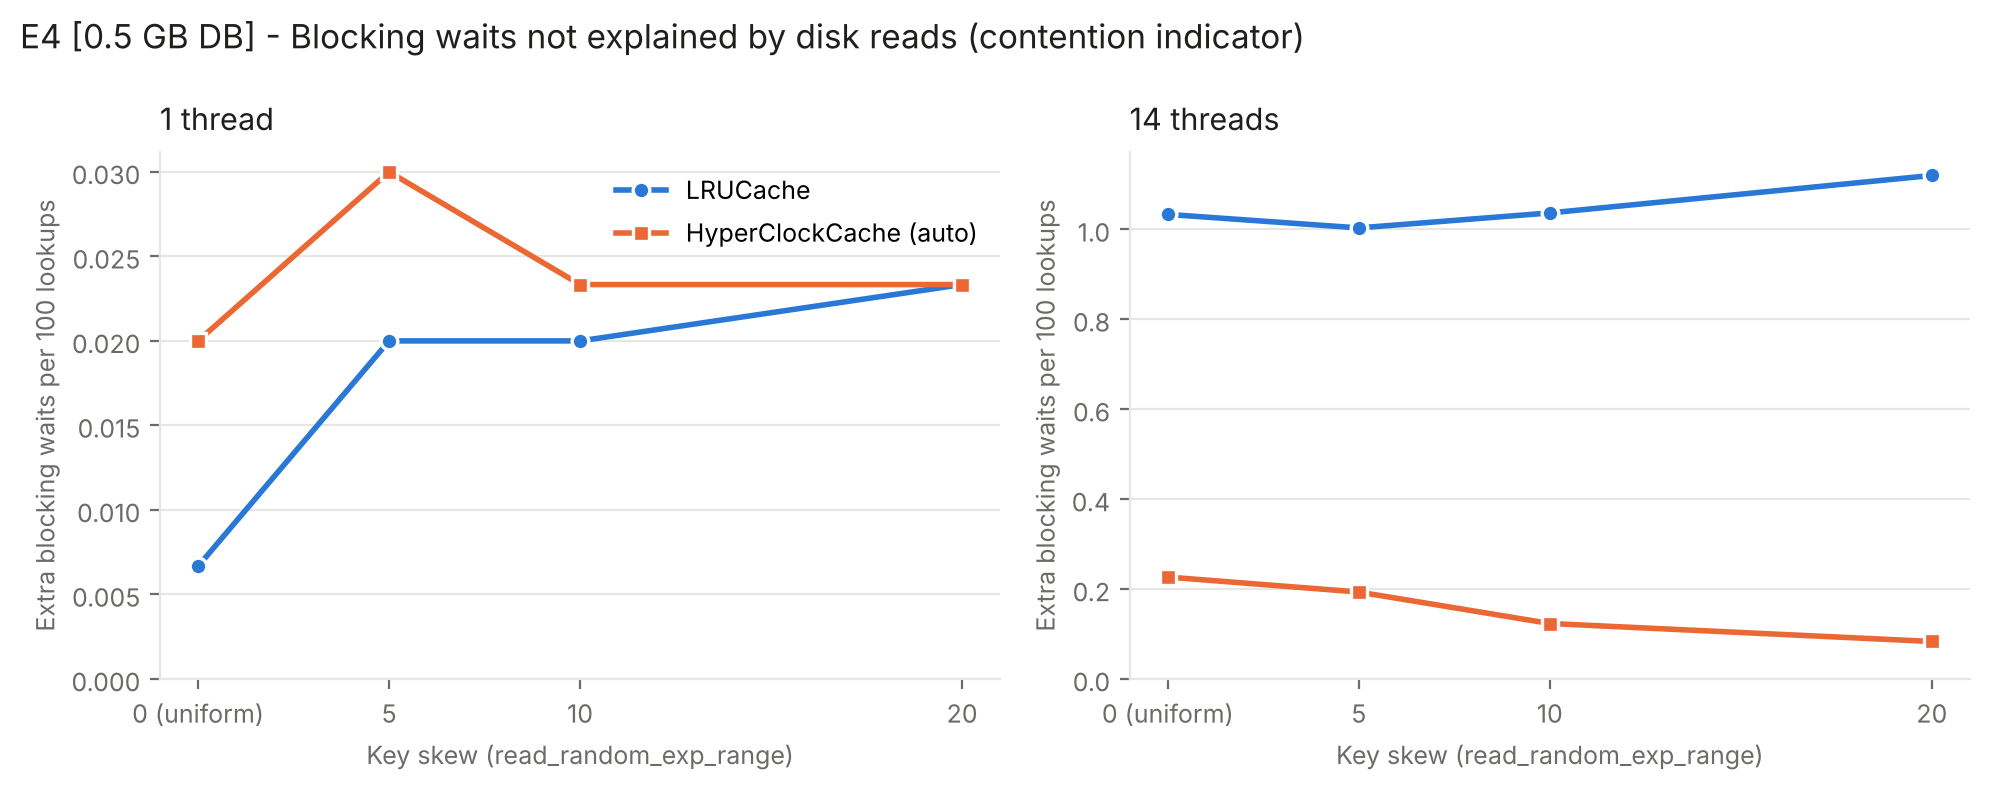 E4 [0.5 GB DB] - Blocking waits not explained by disk reads (contention indicator)
1 thread
Extra blocking waits per 100 lookups
0.030
0.025
0.020
0.015
0.010
0.005
0.000
LRUCache
HyperClockCache (auto)
0 (uniform)
5
10
20
Key skew (read_random_exp_range)
14 threads
Extra blocking waits per 100 lookups
1.0
0.8
0.6
0.4
0.2
0.0
0 (uniform)
5
10
20
Key skew (read_random_exp_range)